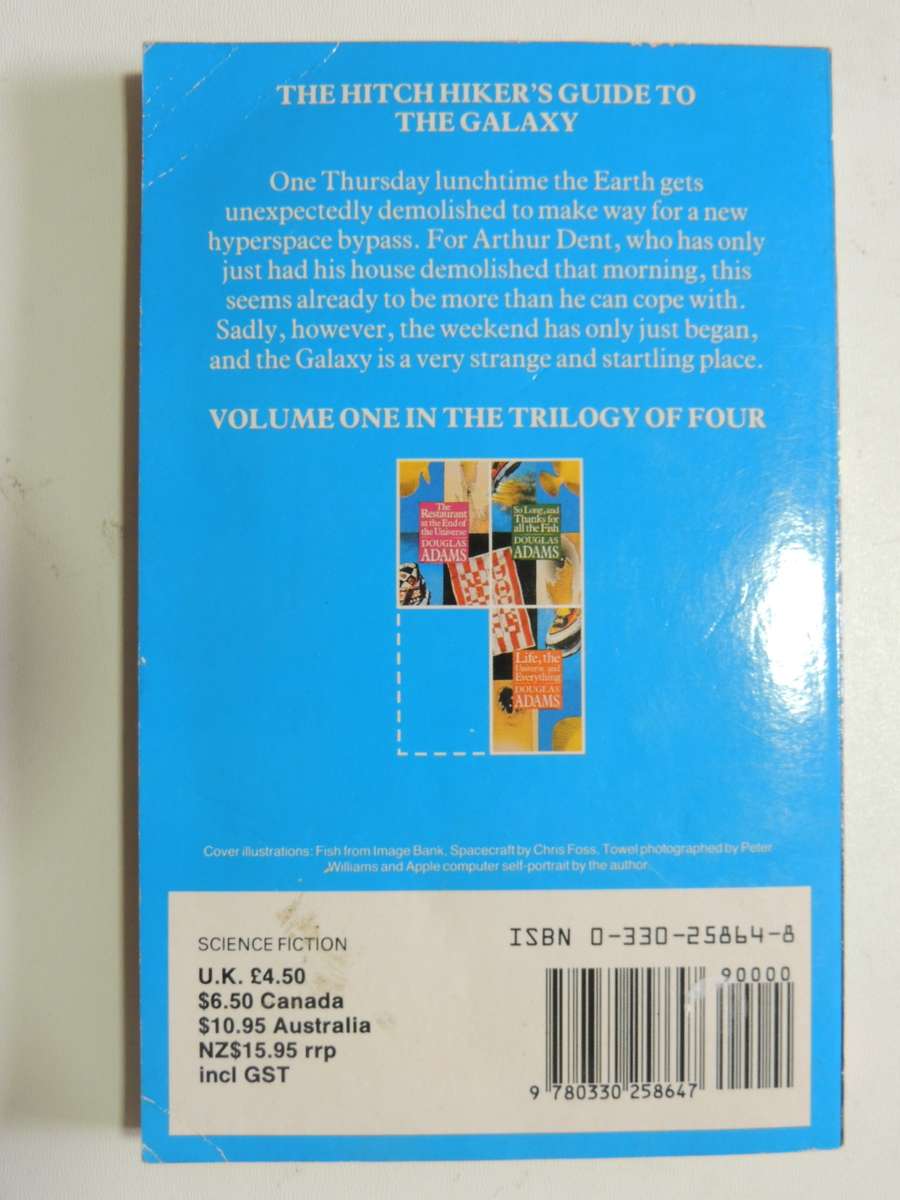 THE HITCH HIKER'S GUIDE TO
THE GALAXY
One Thursday lunchtime the Earth gets
unexpectedly demolished to make way for a new
hyperspace bypass. For Arthur Dent, who has only
just had his house demolished that morning, this
seems already to be more than he can cope with.
Sadly, however, the weekend has only just began,
and the Galaxy is a very strange and startling place.
VOLUME ONE IN THE TRILOGY OF FOUR
The
Restaurant
at the End of
the Universe
DOUGLAS
ADAMS
So Long, and
Thanks for
all the Fish
DOUGLAS
ADAMS
Life, the
Universe and
Everything
DOUGLAS
ADAMS
Cover illustrations: Fish from Image Bank, Spacecraft by Chris Foss, Towel photographed by Peter
Williams and Apple computer self-portrait by the author.
SCIENCE FICTION
U.K. £4.50
$6.50 Canada
$10.95 Australia
NZ$15.95 rrp
incl GST
ISBN 0-330-25864-8
90000
9 780330 258647